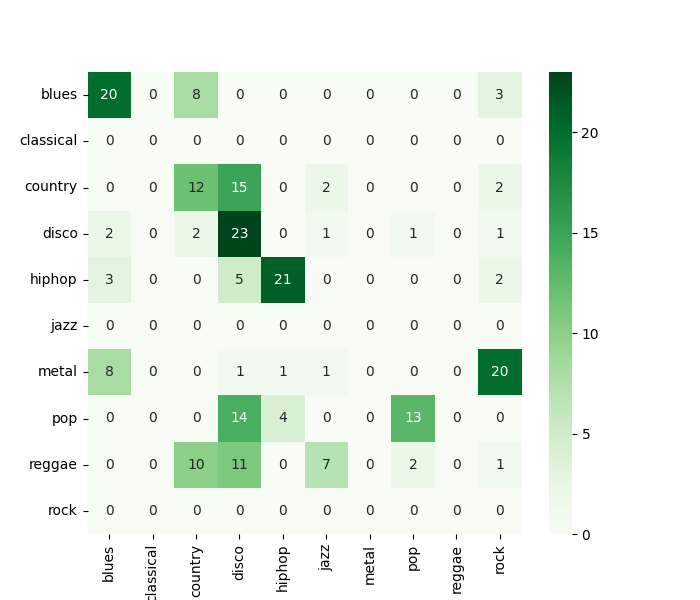 blues 20 0 8 0 0 0 0 0 0 3
classical 0 0 0 0 0 0 0 0 0 0
country 0 0 12 15 0 2 0 0 0 2
disco 2 0 2 23 0 1 0 1 0 1
hiphop 3 0 0 5 21 0 0 0 0 2
jazz 0 0 0 0 0 0 0 0 0 0
metal 8 0 0 1 1 1 0 0 0 20
pop 0 0 0 14 4 0 0 13 0 0
reggae 0 0 10 11 0 7 0 2 0 1
rock 0 0 0 0 0 0 0 0 0 0
blues
classical
country
disco
hiphop
jazz
metal
pop
reggae
rock
20
15
10
5
0